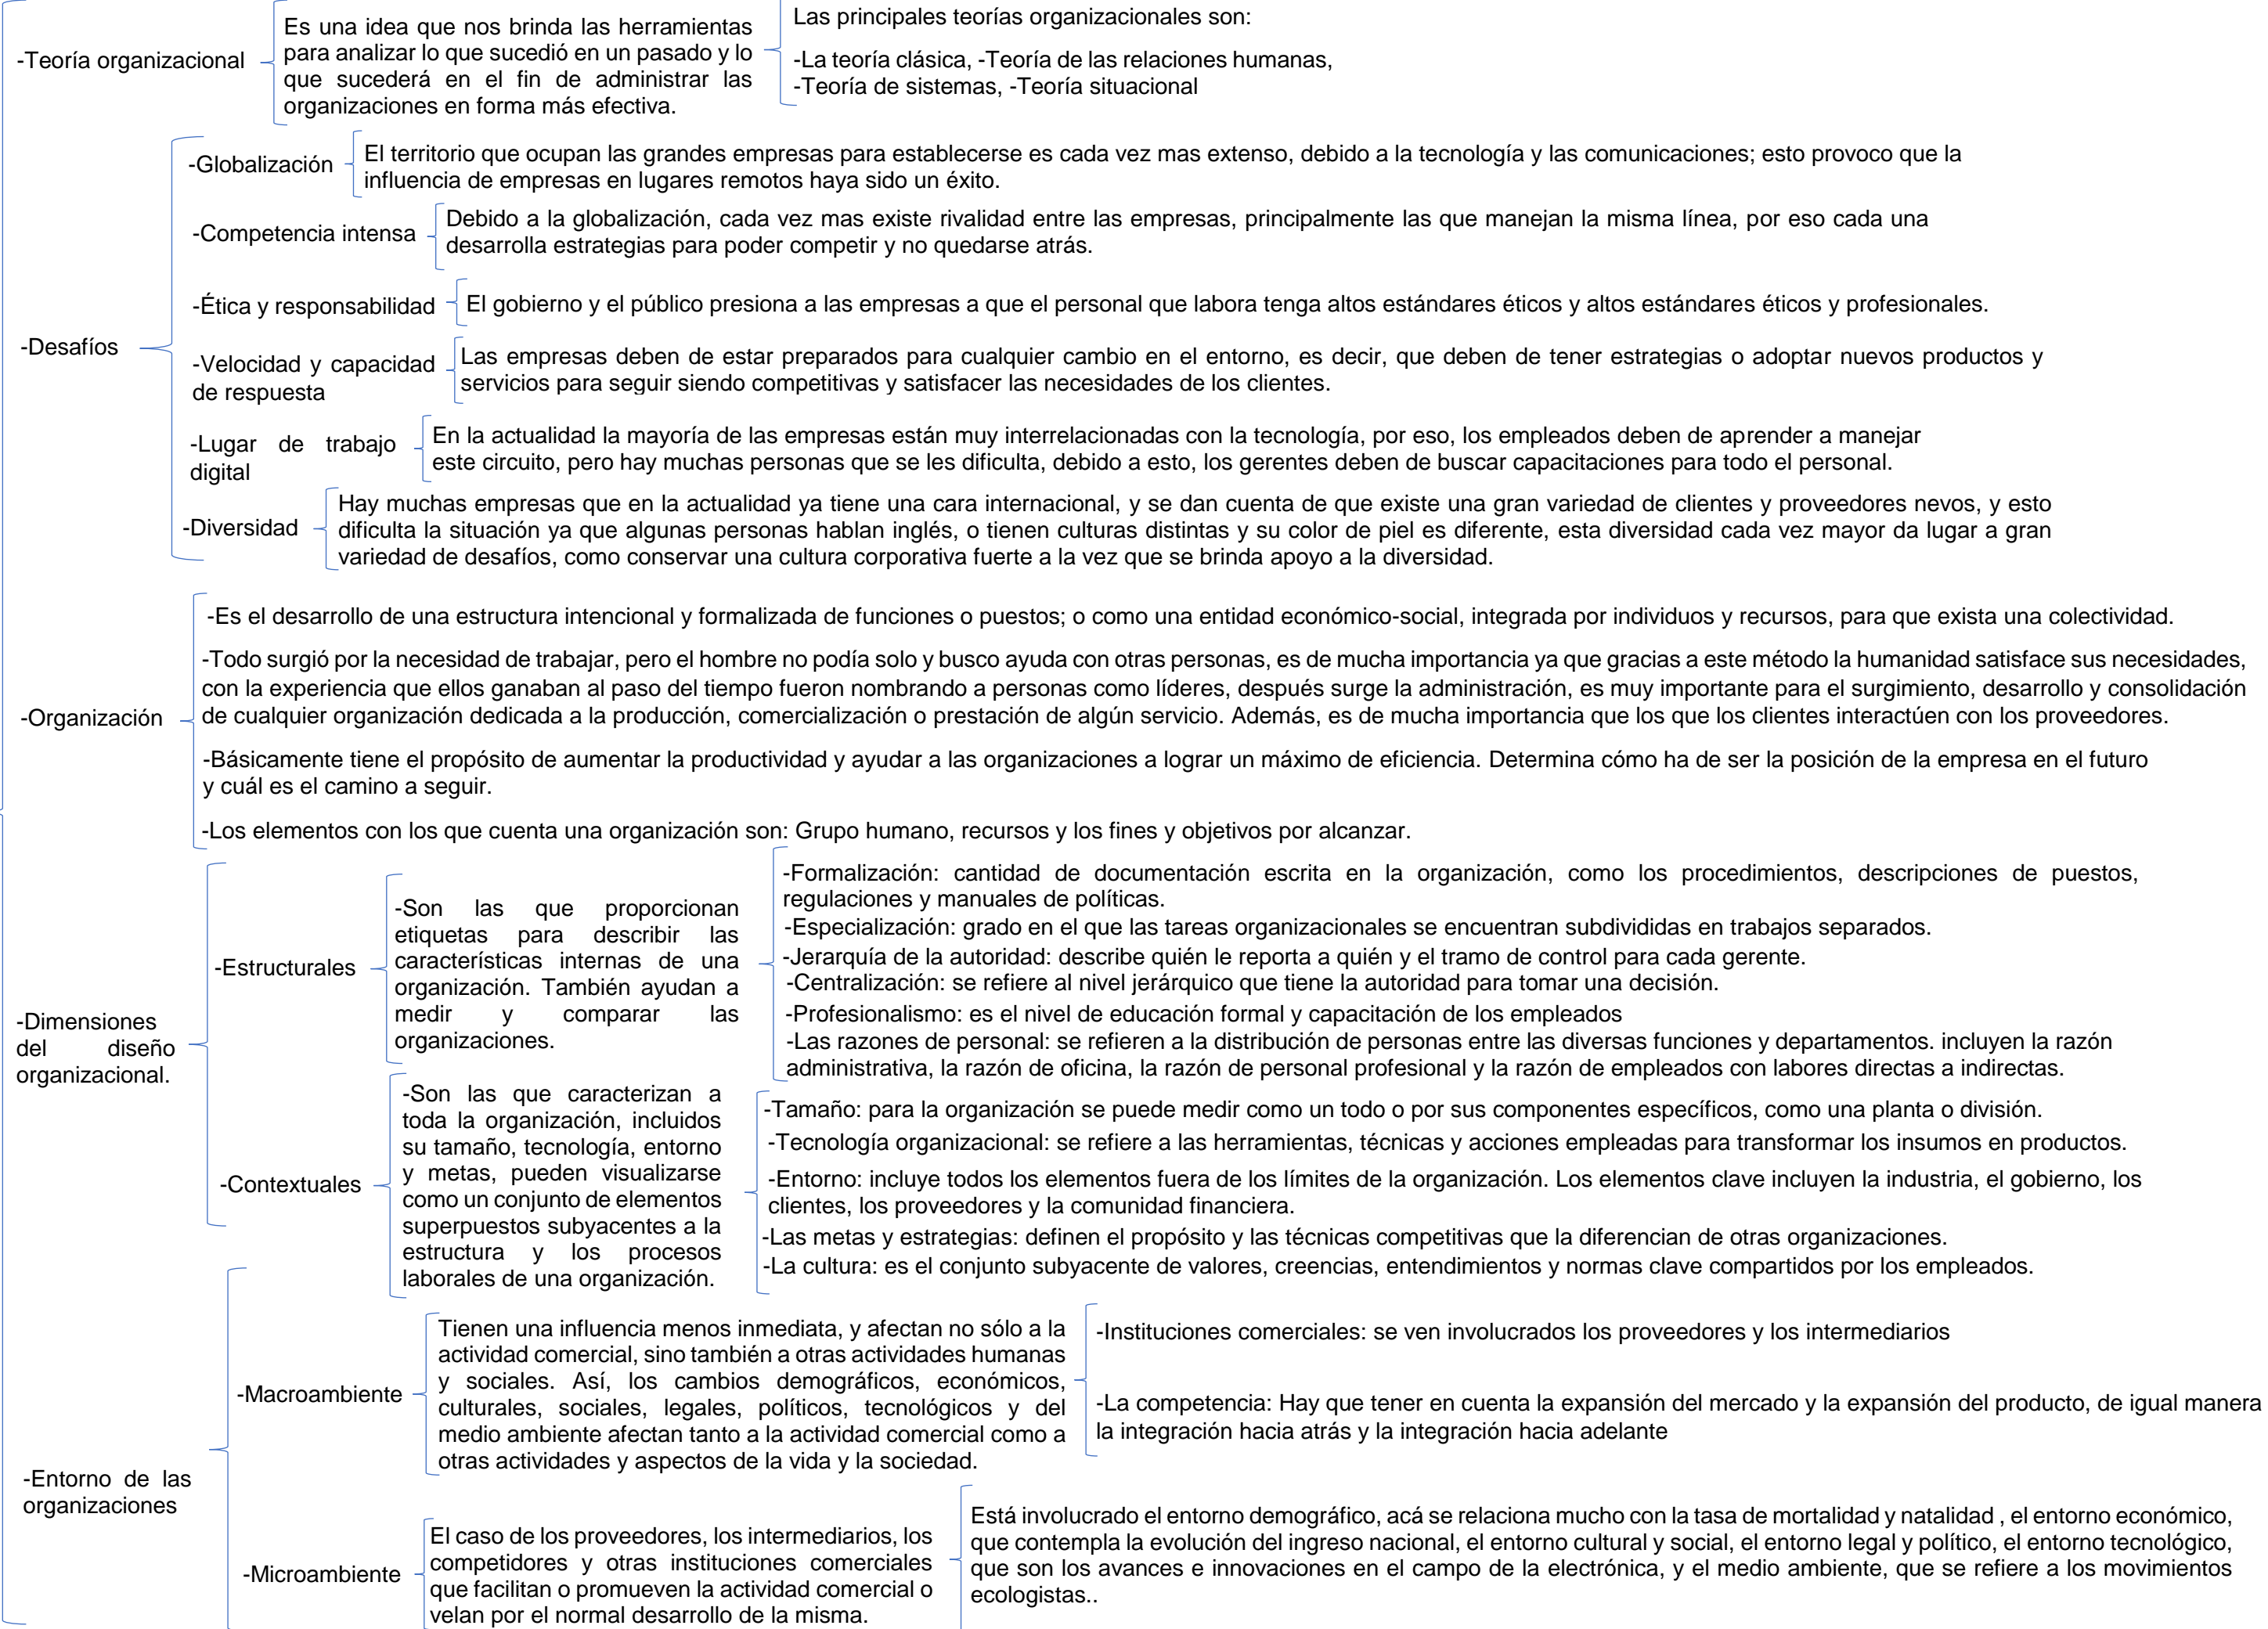 -Teoría organizacional
Es una idea que nos brinda las herramientas
para analizar lo que sucedió en un pasado y lo
que sucederá en el fin de administrar las
organizaciones en forma más efectiva.
Las principales teorías organizacionales son:
-La teoría clásica, -Teoría de las relaciones humanas,
-Teoría de sistemas, -Teoría situacional
-Desafíos
-Globalización
El territorio que ocupan las grandes empresas para establecerse es cada vez mas extenso, debido a la tecnología y las comunicaciones; esto provoco que la
influencia de empresas en lugares remotos haya sido un éxito.
-Competencia intensa
Debido a la globalización, cada vez mas existe rivalidad entre las empresas, principalmente las que manejan la misma línea, por eso cada una
desarrolla estrategias para poder competir y no quedarse atrás.
-Ética y responsabilidad
El gobierno y el público presiona a las empresas a que el personal que labora tenga altos estándares éticos y altos estándares éticos y profesionales.
-Velocidad y capacidad
de respuesta
Las empresas deben de estar preparados para cualquier cambio en el entorno, es decir, que deben de tener estrategias o adoptar nuevos productos y
servicios para seguir siendo competitivas y satisfacer las necesidades de los clientes.
-Lugar de trabajo
digital
En la actualidad la mayoría de las empresas están muy interrelacionadas con la tecnología, por eso, los empleados deben de aprender a manejar
este circuito, pero hay muchas personas que se les dificulta, debido a esto, los gerentes deben de buscar capacitaciones para todo el personal.
-Diversidad
Hay muchas empresas que en la actualidad ya tiene una cara internacional, y se dan cuenta de que existe una gran variedad de clientes y proveedores nevos, y esto
dificulta la situación ya que algunas personas hablan inglés, o tienen culturas distintas y su color de piel es diferente, esta diversidad cada vez mayor da lugar a gran
variedad de desafíos, como conservar una cultura corporativa fuerte a la vez que se brinda apoyo a la diversidad.
-Organización
-Es el desarrollo de una estructura intencional y formalizada de funciones o puestos; o como una entidad económico-social, integrada por individuos y recursos, para que exista una colectividad.
-Todo surgió por la necesidad de trabajar, pero el hombre no podía solo y busco ayuda con otras personas, es de mucha importancia ya que gracias a este método la humanidad satisface sus necesidades,
con la experiencia que ellos ganaban al paso del tiempo fueron nombrando a personas como líderes, después surge la administración, es muy importante para el surgimiento, desarrollo y consolidación
de cualquier organización dedicada a la producción, comercialización o prestación de algún servicio. Además, es de mucha importancia que los que los clientes interactúen con los proveedores.
-Básicamente tiene el propósito de aumentar la productividad y ayudar a las organizaciones a lograr un máximo de eficiencia. Determina cómo ha de ser la posición de la empresa en el futuro
y cuál es el camino a seguir.
-Los elementos con los que cuenta una organización son: Grupo humano, recursos y los fines y objetivos por alcanzar.
-Dimensiones
del diseño
organizacional.
-Estructurales
-Son las que proporcionan
etiquetas para describir las
características internas de una
organización. También ayudan a
medir y comparar las
organizaciones.
-Formalización: cantidad de documentación escrita en la organización, como los procedimientos, descripciones de puestos,
regulaciones y manuales de políticas.
-Especialización: grado en el que las tareas organizacionales se encuentran subdivididas en trabajos separados.
-Jerarquía de la autoridad: describe quién le reporta a quién y el tramo de control para cada gerente.
-Centralización: se refiere al nivel jerárquico que tiene la autoridad para tomar una decisión.
-Profesionalismo: es el nivel de educación formal y capacitación de los empleados
-Las razones de personal: se refieren a la distribución de personas entre las diversas funciones y departamentos. incluyen la razón
administrativa, la razón de oficina, la razón de personal profesional y la razón de empleados con labores directas a indirectas.
-Contextuales
-Son las que caracterizan a
toda la organización, incluidos
su tamaño, tecnología, entorno
y metas, pueden visualizarse
como un conjunto de elementos
superpuestos subyacentes a la
estructura y los procesos
laborales de una organización.
-Tamaño: para la organización se puede medir como un todo o por sus componentes específicos, como una planta o división.
-Tecnología organizacional: se refiere a las herramientas, técnicas y acciones empleadas para transformar los insumos en productos.
-Entorno: incluye todos los elementos fuera de los límites de la organización. Los elementos clave incluyen la industria, el gobierno, los
clientes, los proveedores y la comunidad financiera.
-Las metas y estrategias: definen el propósito y las técnicas competitivas que la diferencian de otras organizaciones.
-La cultura: es el conjunto subyacente de valores, creencias, entendimientos y normas clave compartidos por los empleados.
-Entorno de las
organizaciones
-Macroambiente
Tienen una influencia menos inmediata, y afectan no sólo a la
actividad comercial, sino también a otras actividades humanas
y sociales. Así, los cambios demográficos, económicos,
culturales, sociales, legales, políticos, tecnológicos y del
medio ambiente afectan tanto a la actividad comercial como a
otras actividades y aspectos de la vida y la sociedad.
-Instituciones comerciales: se ven involucrados los proveedores y los intermediarios
-La competencia: Hay que tener en cuenta la expansión del mercado y la expansión del producto, de igual manera
la integración hacia atrás y la integración hacia adelante
-Microambiente
El caso de los proveedores, los intermediarios, los
competidores y otras instituciones comerciales
que facilitan o promueven la actividad comercial o
velan por el normal desarrollo de la misma.
Está involucrado el entorno demográfico, acá se relaciona mucho con la tasa de mortalidad y natalidad , el entorno económico,
que contempla la evolución del ingreso nacional, el entorno cultural y social, el entorno legal y político, el entorno tecnológico,
que son los avances e innovaciones en el campo de la electrónica, y el medio ambiente, que se refiere a los movimientos
ecologistas..